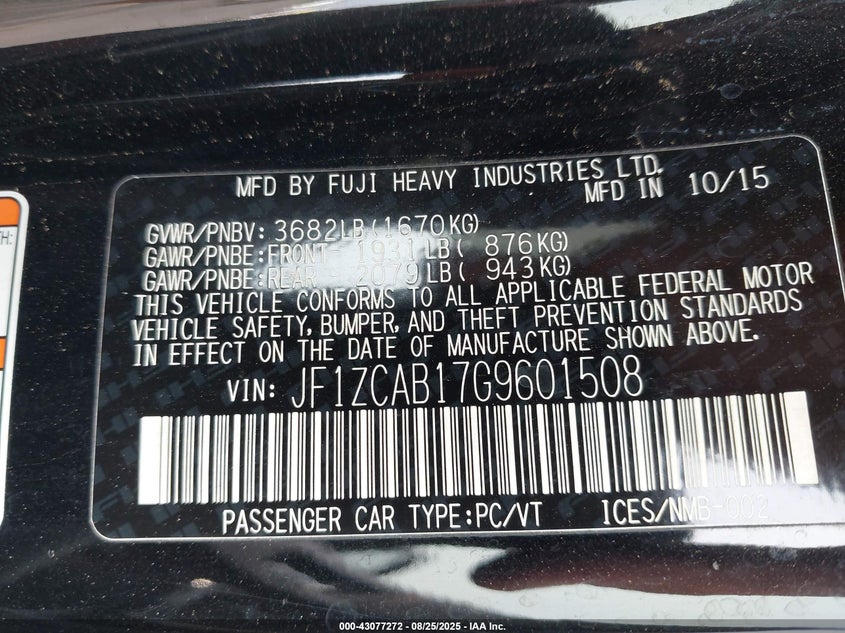 MFD BY FUJI HEAVY INDUSTRIES LTD.
MFD IN 10/15
GVWR/PNBV: 3682LB(1670KG)
GAWR/PNBE:FRONT 1931LB( 876KG)
GAWR/PNBE:REAR 2079LB( 943KG)
THIS VEHICLE CONFORMS TO ALL APPLICABLE FEDERAL MOTOR
VEHICLE SAFETY, BUMPER, AND THEFT PREVENTION STANDARDS
IN EFFECT ON THE DATE OF MANUFACTURE SHOWN ABOVE.
VIN: JF1ZCAB17G9601508
PASSENGER CAR TYPE:PC/VT ICES/NMB-002
000-43077272 - 08/25/2025 - IAA Inc.